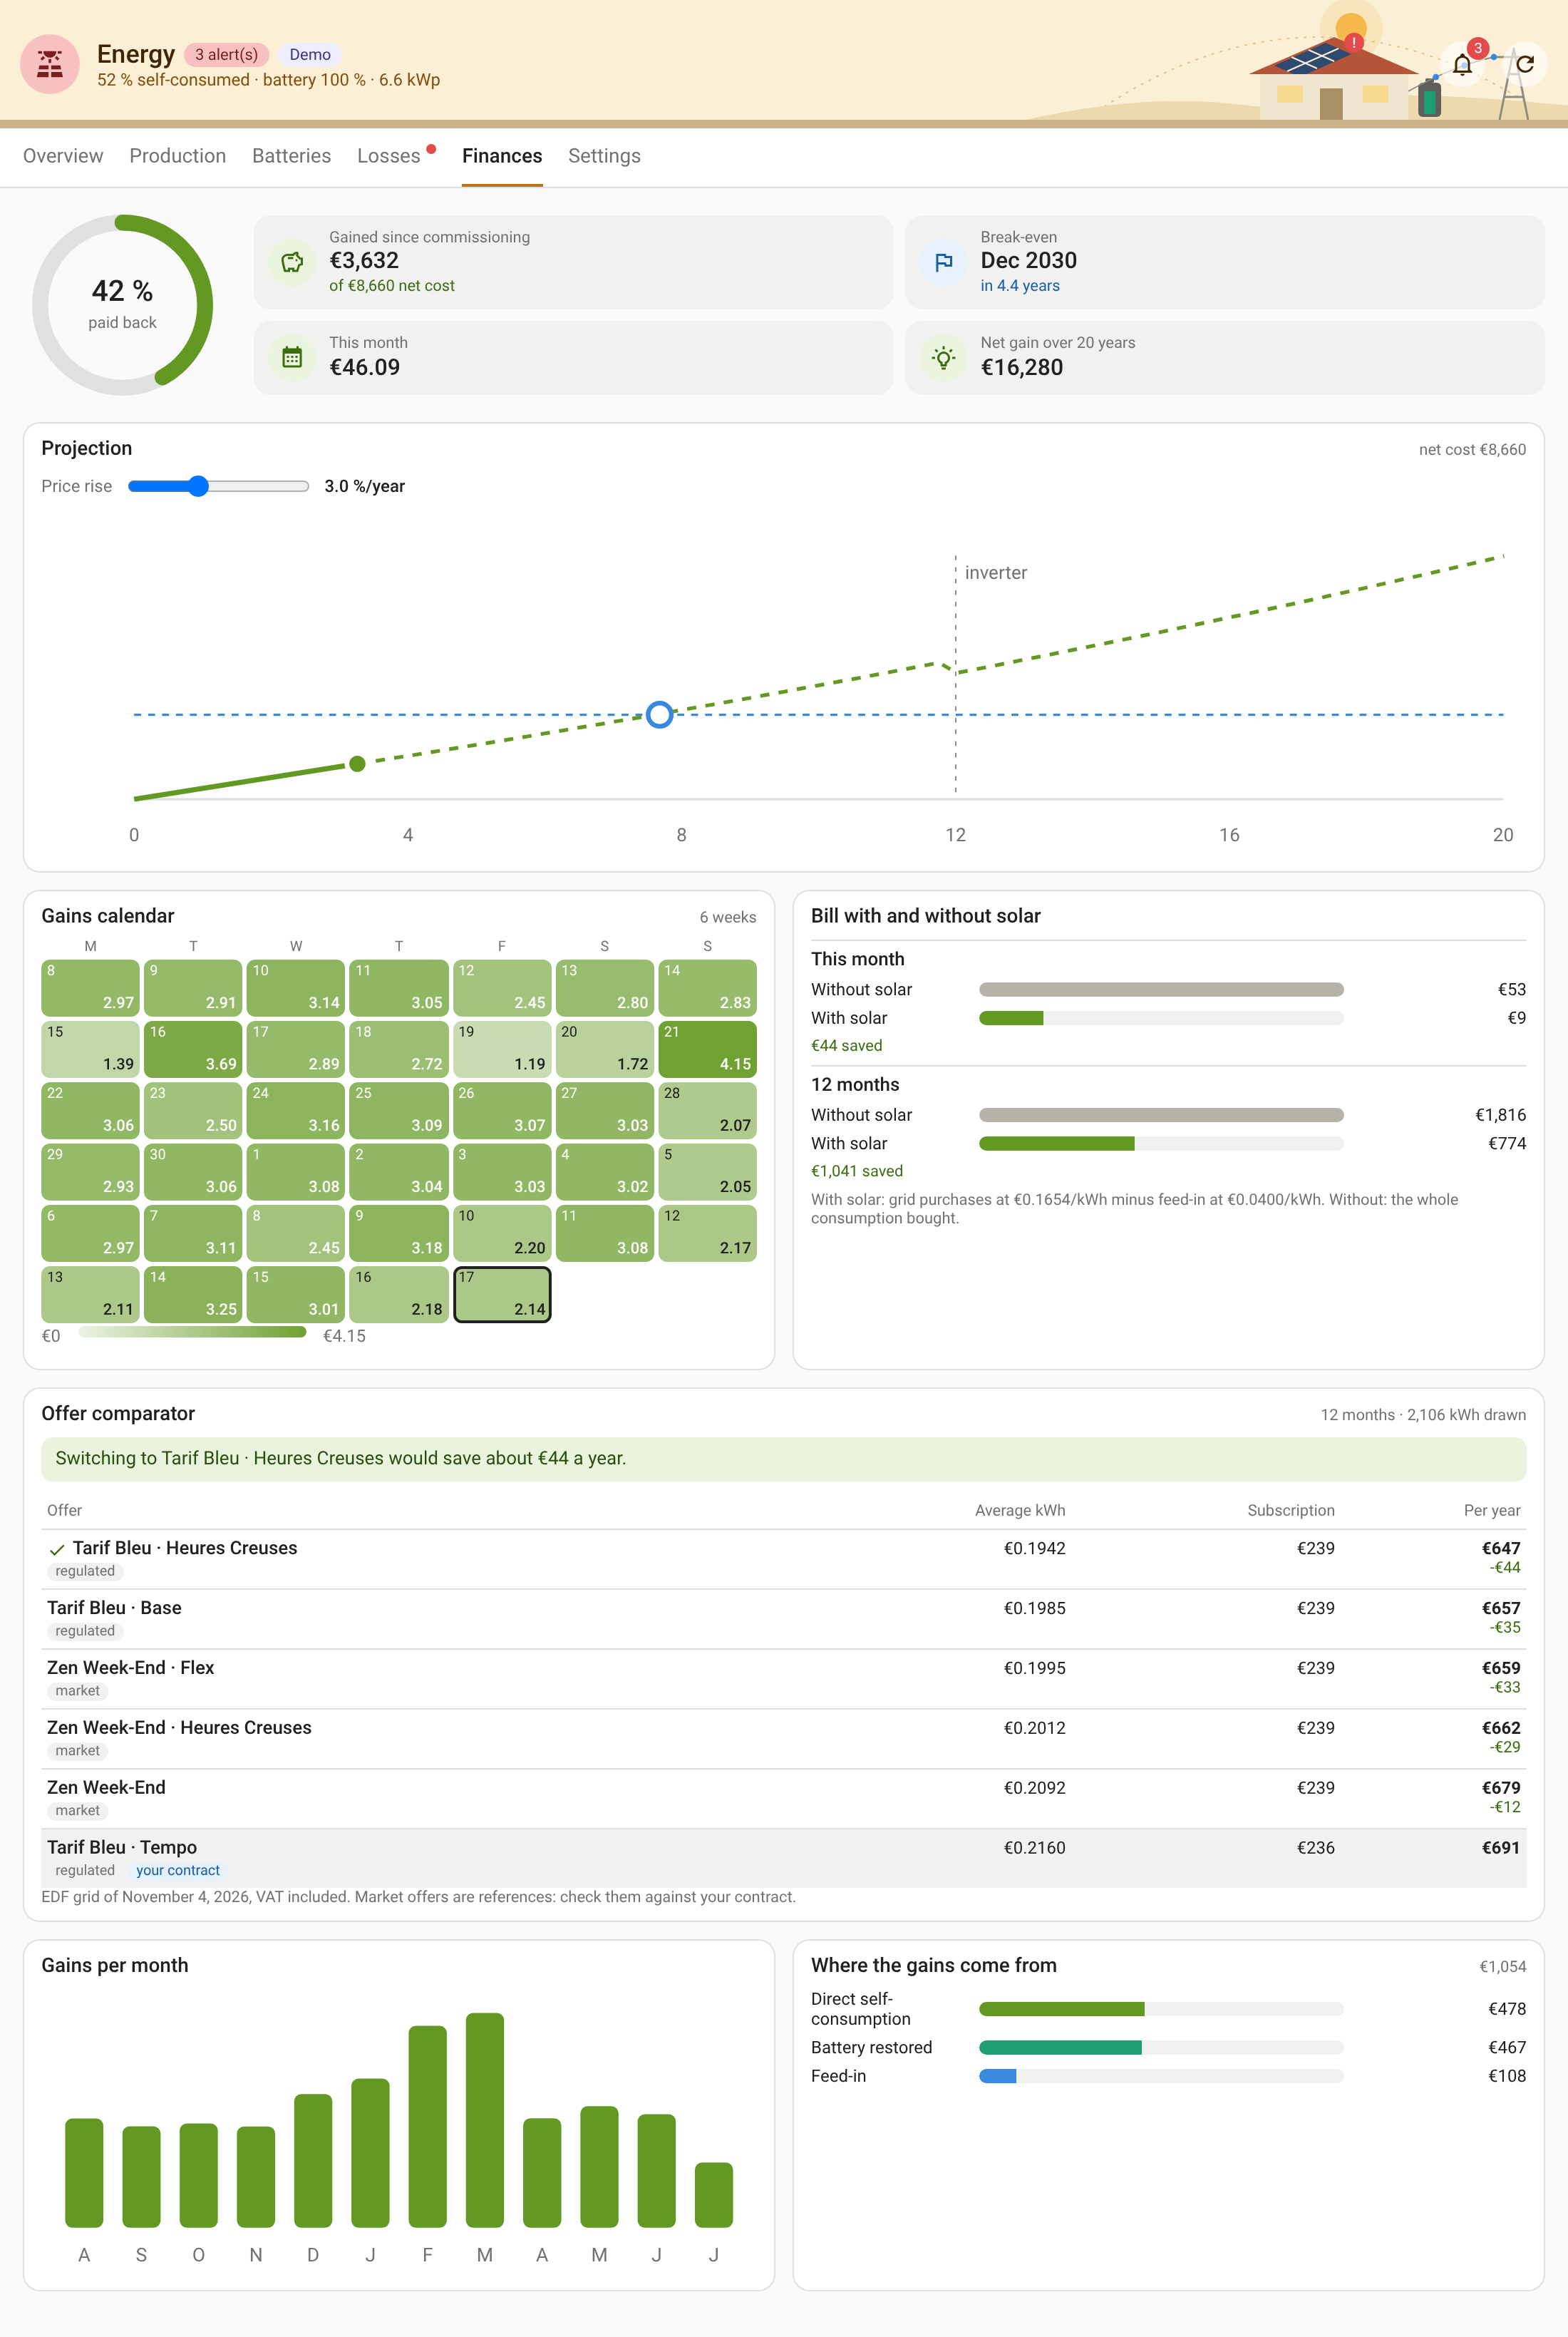 Energy 3 alert(s) Demo
52 % self-consumed · battery 100 % · 6.6 kWp
!
3
Overview Production Batteries Losses Finances Settings
42 %
paid back
Gained since commissioning
€3,632
of €8,660 net cost
Break-even
Dec 2030
in 4.4 years
This month
€46.09
Net gain over 20 years
€16,280
Projection
net cost €8,660
Price rise 3.0 %/year
inverter
0 4 8 12 16 20
Gains calendar
6 weeks
M T W T F S S
8 9 10 11 12 13 14
2.97 2.91 3.14 3.05 2.45 2.80 2.83
15 16 17 18 19 20 21
1.39 3.69 2.89 2.72 1.19 1.72 4.15
22 23 24 25 26 27 28
3.06 2.50 3.16 3.09 3.07 3.03 2.07
29 30 1 2 3 4 5
2.93 3.06 3.08 3.04 3.03 3.02 2.05
6 7 8 9 10 11 12
2.97 3.11 2.45 3.18 2.20 3.08 2.17
13 14 15 16 17
2.11 3.25 3.01 2.18 2.14
€0 €4.15
Bill with and without solar
This month
Without solar €53
With solar €9
€44 saved
12 months
Without solar €1,816
With solar €774
€1,041 saved
With solar: grid purchases at €0.1654/kWh minus feed-in at €0.0400/kWh. Without: the whole
consumption bought.
Offer comparator
12 months · 2,106 kWh drawn
Switching to Tarif Bleu · Heures Creuses would save about €44 a year.
Offer Average kWh Subscription Per year
Tarif Bleu · Heures Creuses €0.1942 €239 €647
regulated -€44
Tarif Bleu · Base €0.1985 €239 €657
regulated -€35
Zen Week-End · Flex €0.1995 €239 €659
market -€33
Zen Week-End · Heures Creuses €0.2012 €239 €662
market -€29
Zen Week-End €0.2092 €239 €679
market -€12
Tarif Bleu · Tempo €0.2160 €236 €691
regulated your contract
EDF grid of November 4, 2026, VAT included. Market offers are references: check them against your contract.
Gains per month
A S O N D J F M A M J J
Where the gains come from
€1,054
Direct self-
consumption €478
Battery restored €467
Feed-in €108